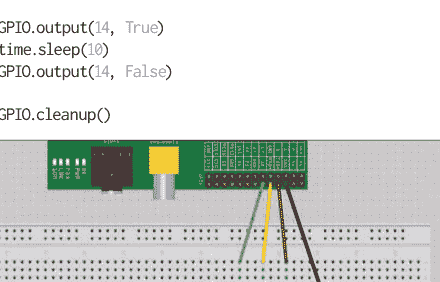 GPIO.output(14, True)
time.sleep(10)
GPIO.output(14, False)
GPIO.cleanup()